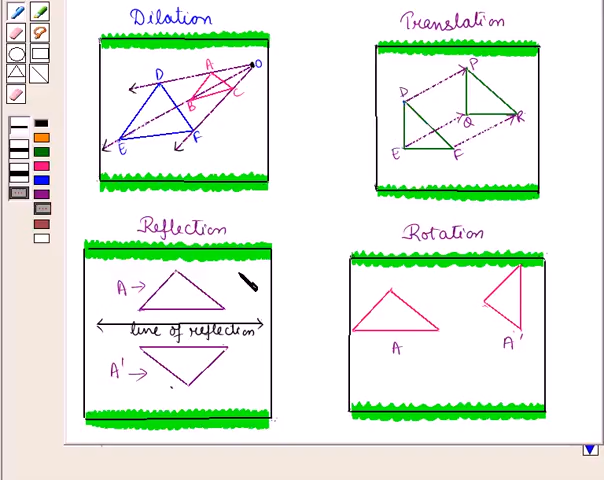 Dilation
Translation
O
A
D
B
C
E
F
P
D
Q
R
E
F
Reflection
Rotation
A →
line of reflection
A' →
A
A'